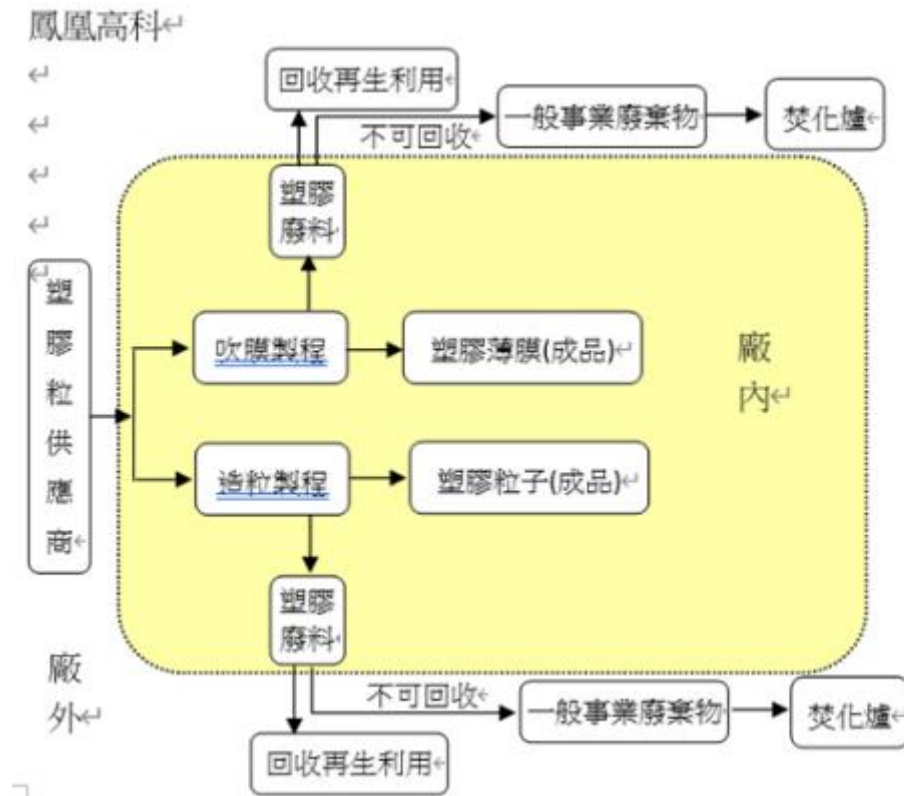 鳳凰高科
回收再生利用
不可回收
一般事業廢棄物
焚化爐
塑膠
廢料
塑膠粒供應商
吹膜製程
塑膠薄膜(成品)
廠
內
造粒製程
塑膠粒子(成品)
塑膠
廢料
廠
外
不可回收
一般事業廢棄物
焚化爐
回收再生利用